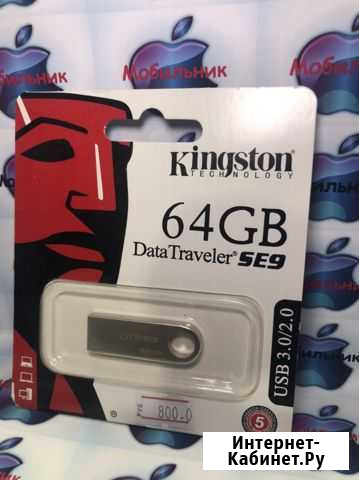 Мобильник
Мобильник
Kingston
TECHNOLOGY
64GB
DataTraveler® SE9
USB 3.0/2.0
800.0
5
Интернет-
Кабинет.Ру